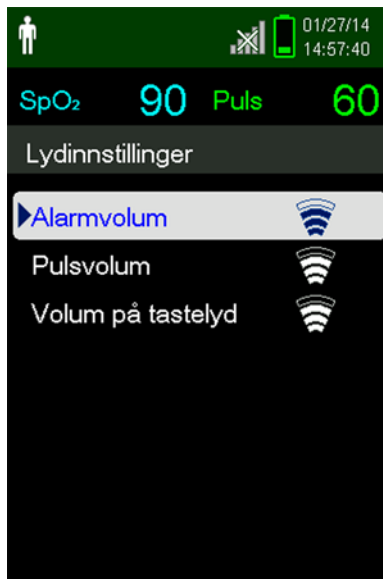 01/27/14
14:57:40
SpO₂ 90 Puls 60
Lydinnstillinger
Alarmvolum
Pulsvolum
Volum på tastelyd